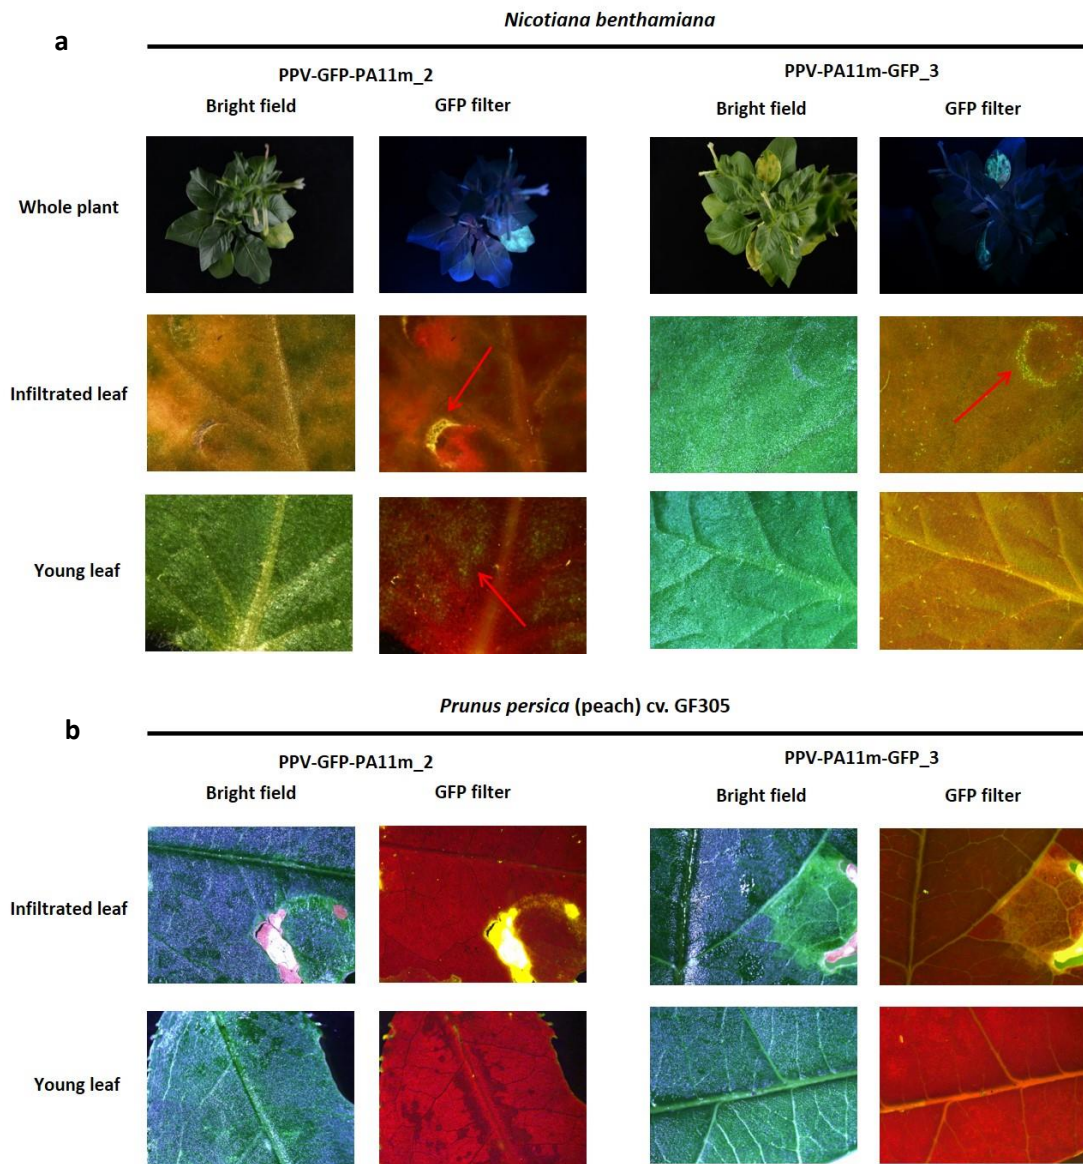 a
Nicotiana benthamiana
PPV-GFP-PA11m_2
PPV-PA11m-GFP_3
Bright field
GFP filter
Bright field
GFP filter
Whole plant
Infiltrated leaf
Young leaf
b
Prunus persica (peach) cv. GF305
PPV-GFP-PA11m_2
PPV-PA11m-GFP_3
Bright field
GFP filter
Bright field
GFP filter
Infiltrated leaf
Young leaf